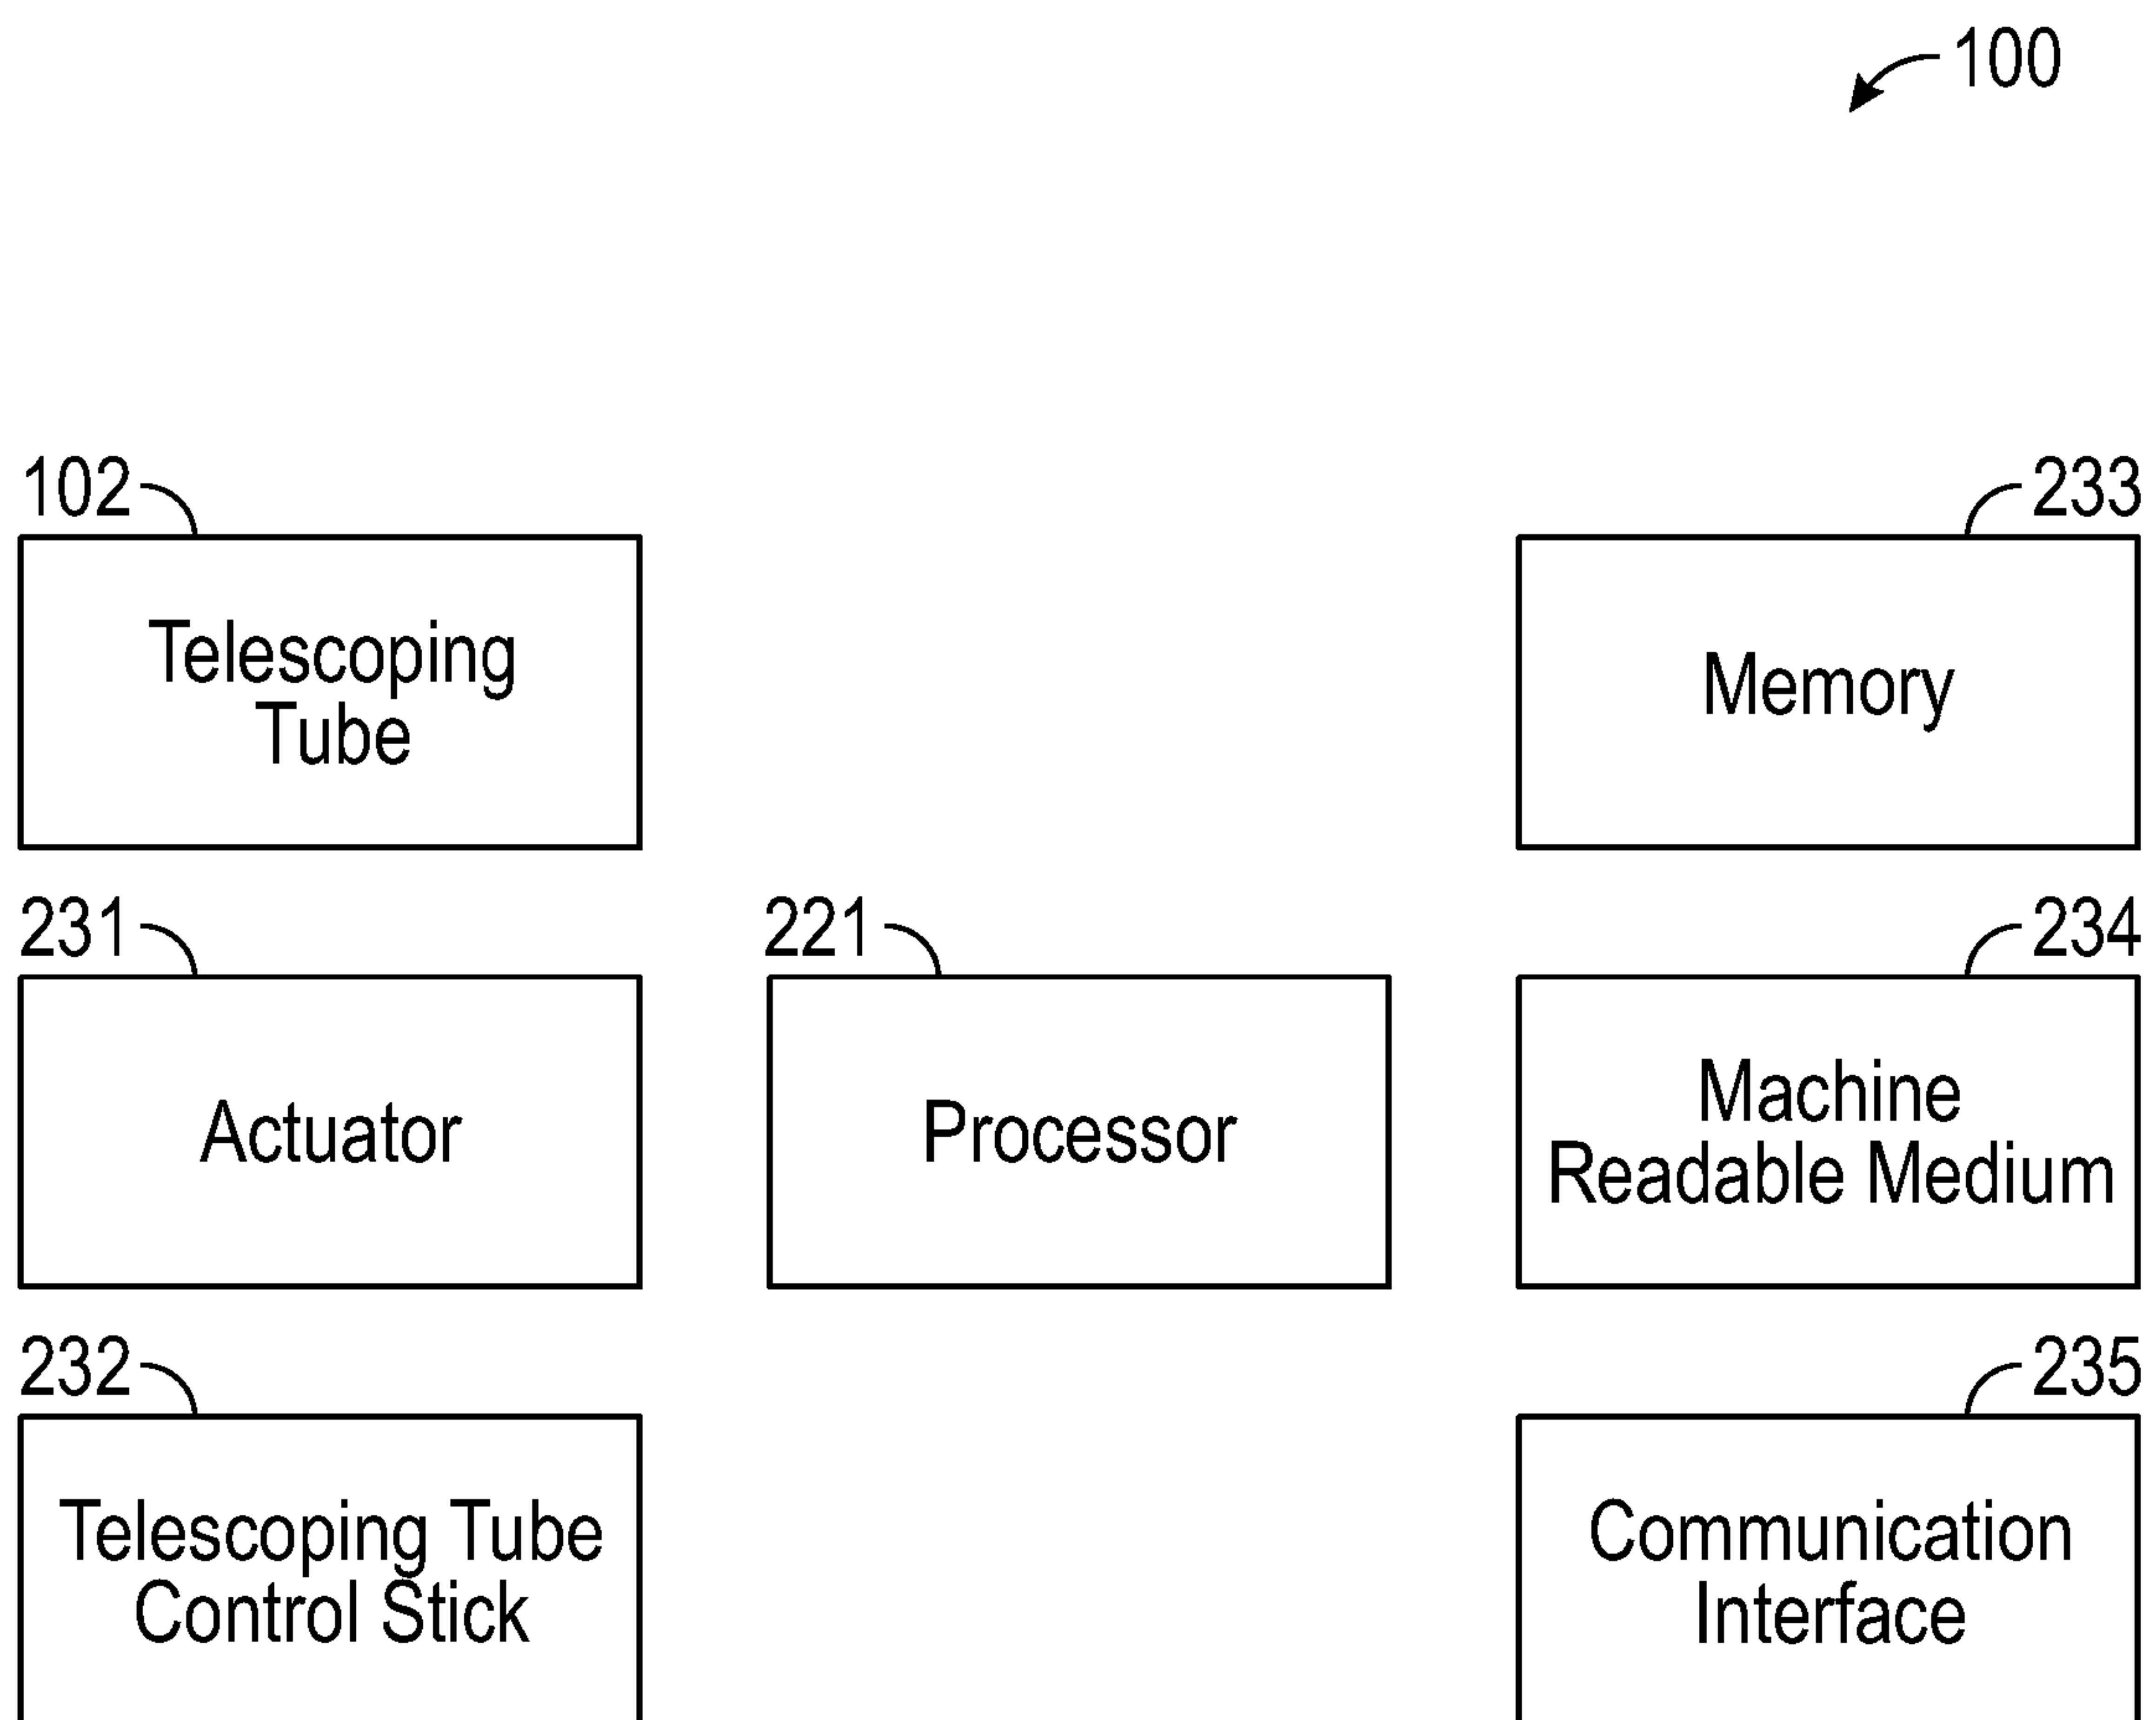 100
102
233
Telescoping
Tube
Memory
231
221
234
Actuator
Processor
Machine
Readable Medium
232
235
Telescoping Tube
Control Stick
Communication
Interface